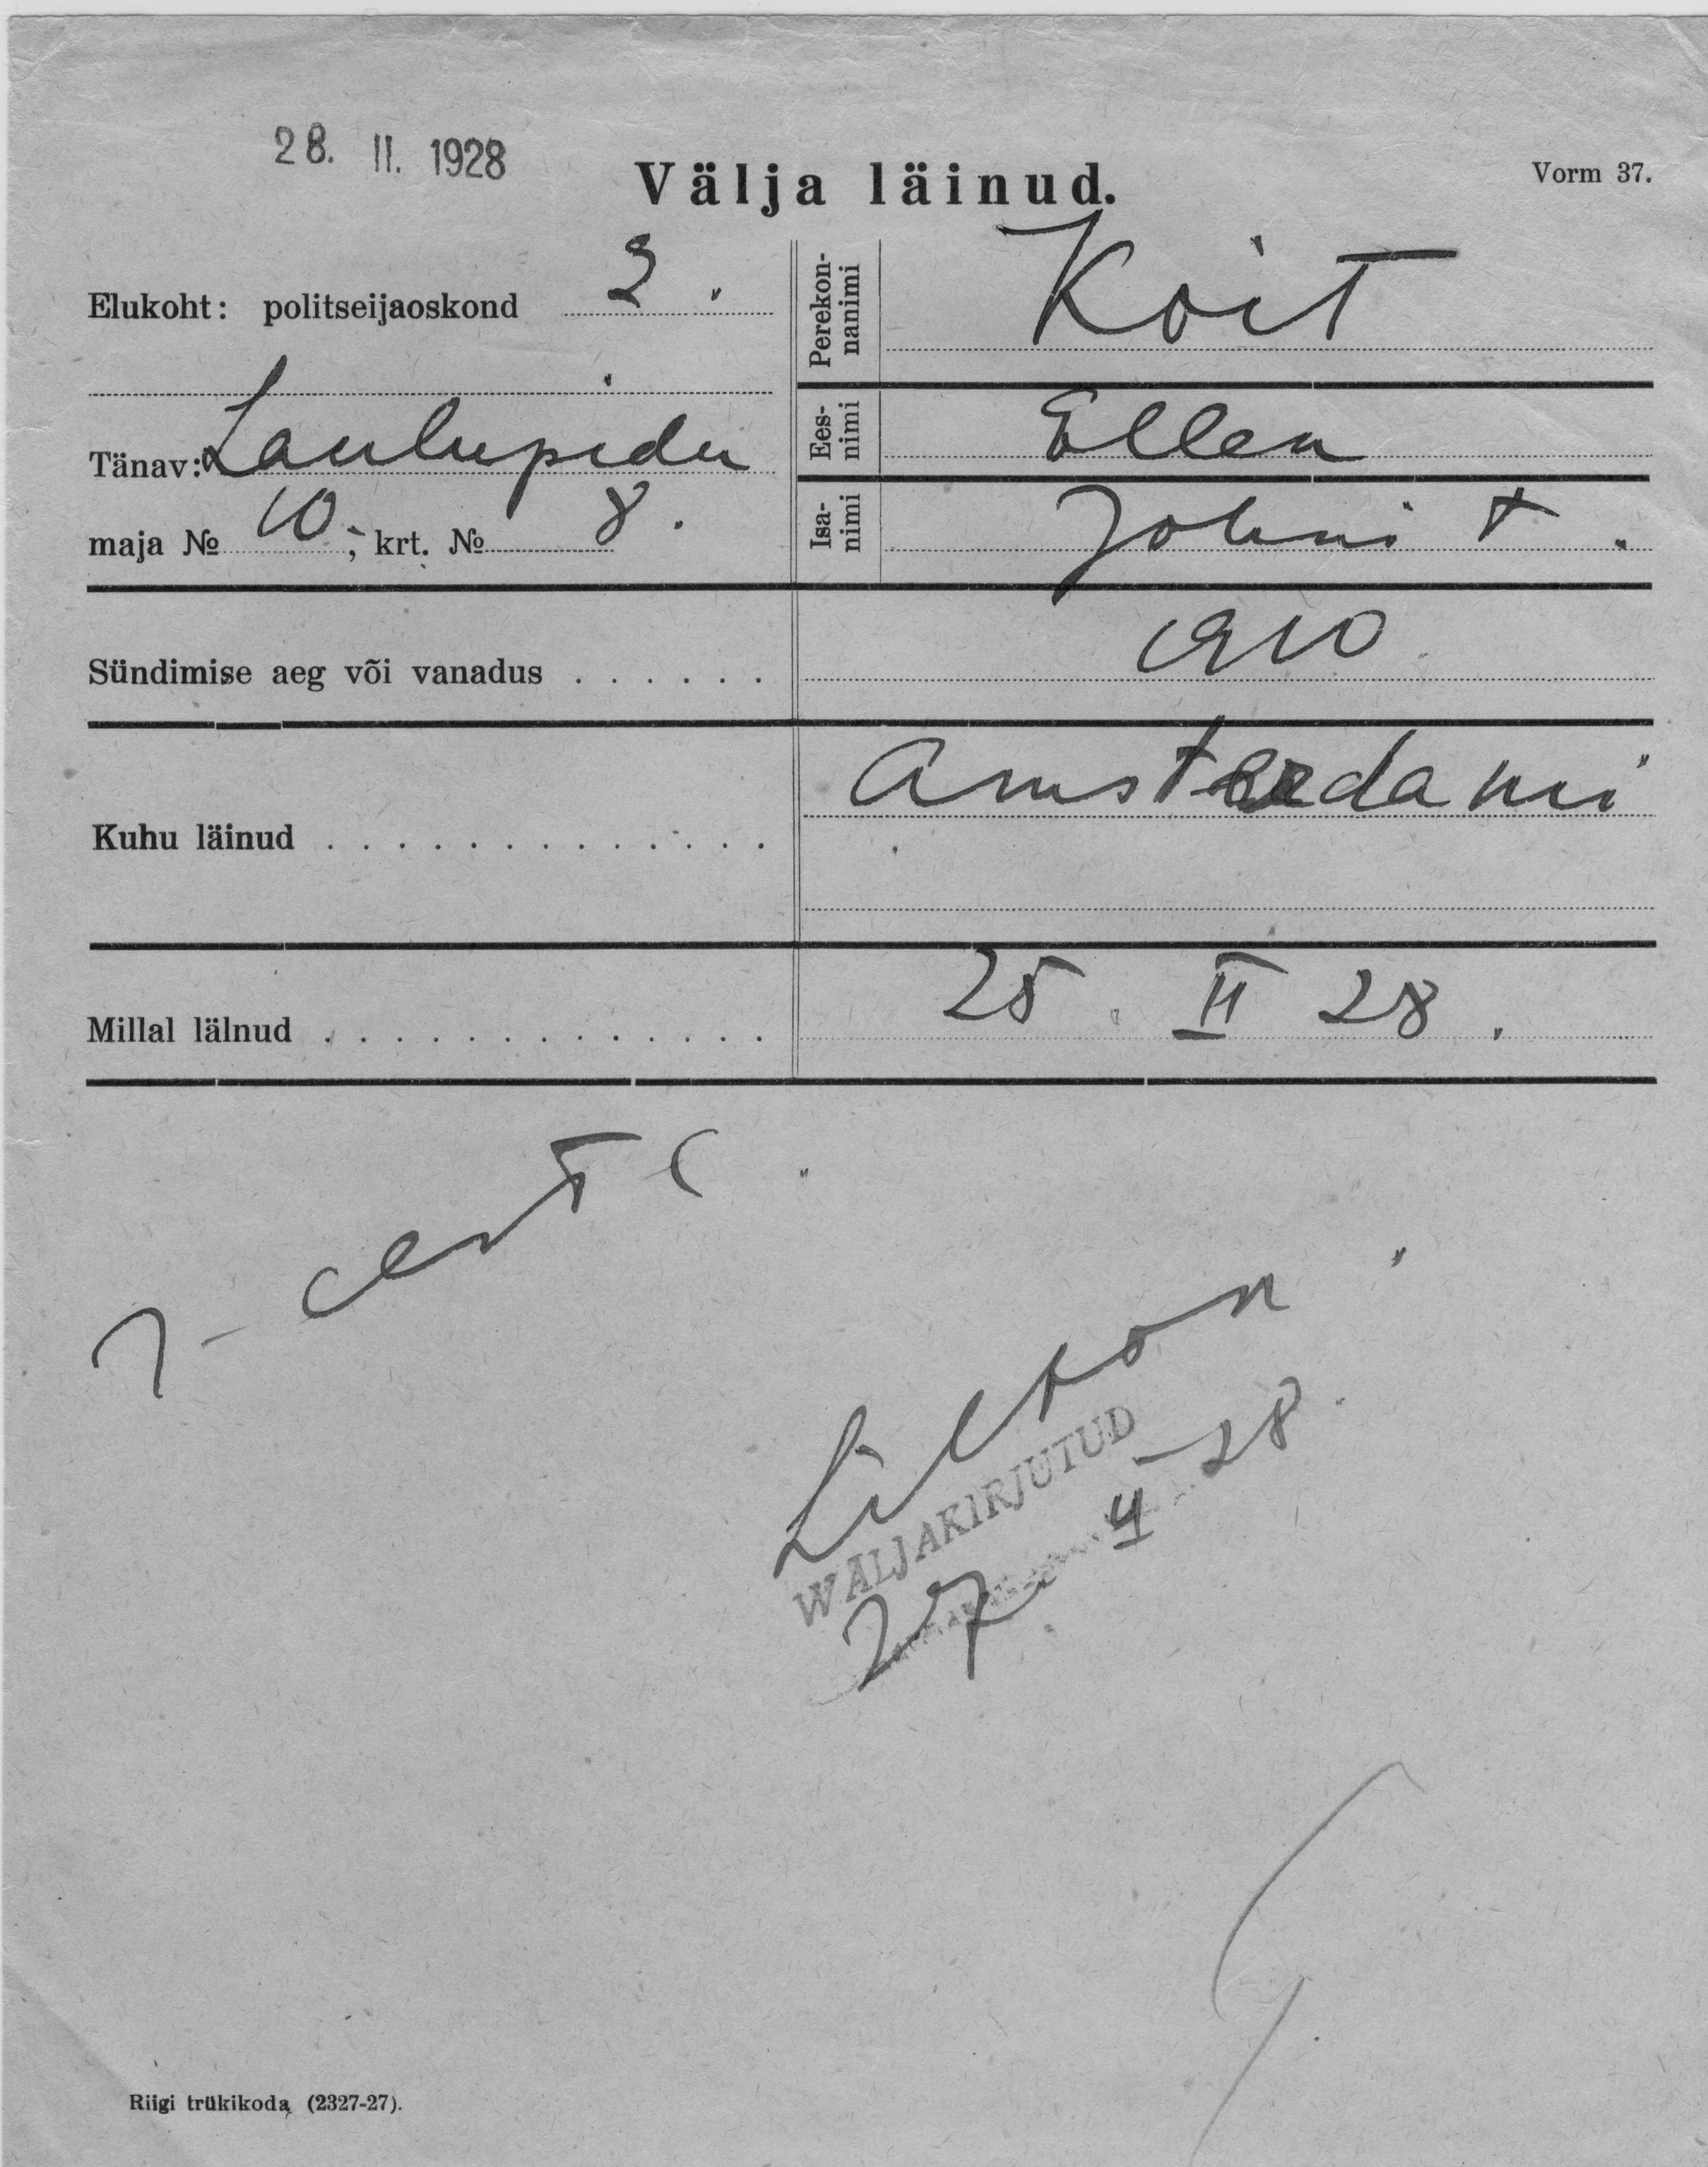 28. II. 1928
Välja läinud.
Vorm 37.
Elukoht: politseijaoskond 2.
Tänav: Laulupidu
maja № 10; krt. № 8.
Perekon-
nanimi
Koit
Ees-
nimi
Ellen
Isa-
nimi
Johni t.
Sündimise aeg või vanadus . . . . . .
1910
Kuhu läinud . . . . . . . . . . . . .
Amsterdami
Millal läinud . . . . . . . . . . . . .
25. II 28.
WÄLJAKIRJUTUD
27. II 28.
Riigi trükikoda (2327-27).